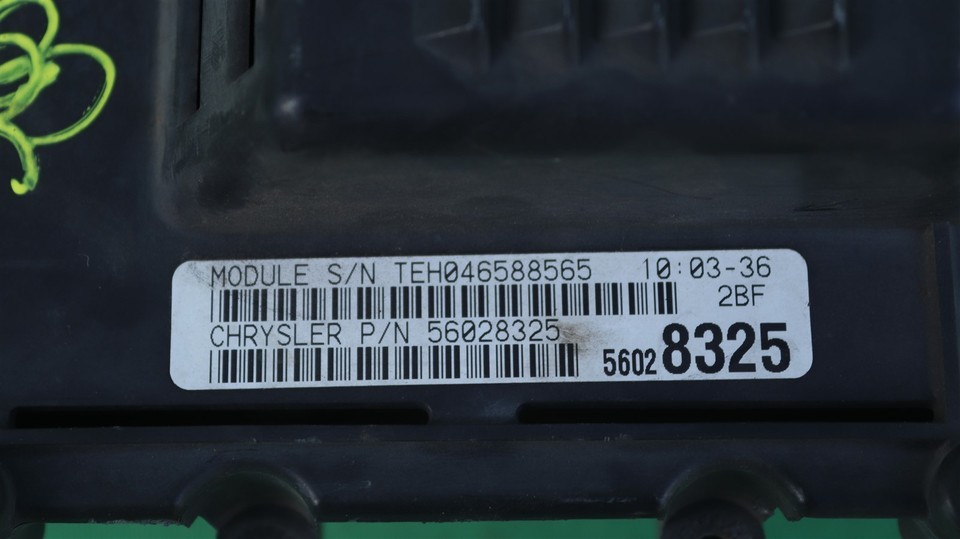 MODULE S/N TEH046588565 10:03-36
2BF
CHRYSLER P/N 56028325
56028325